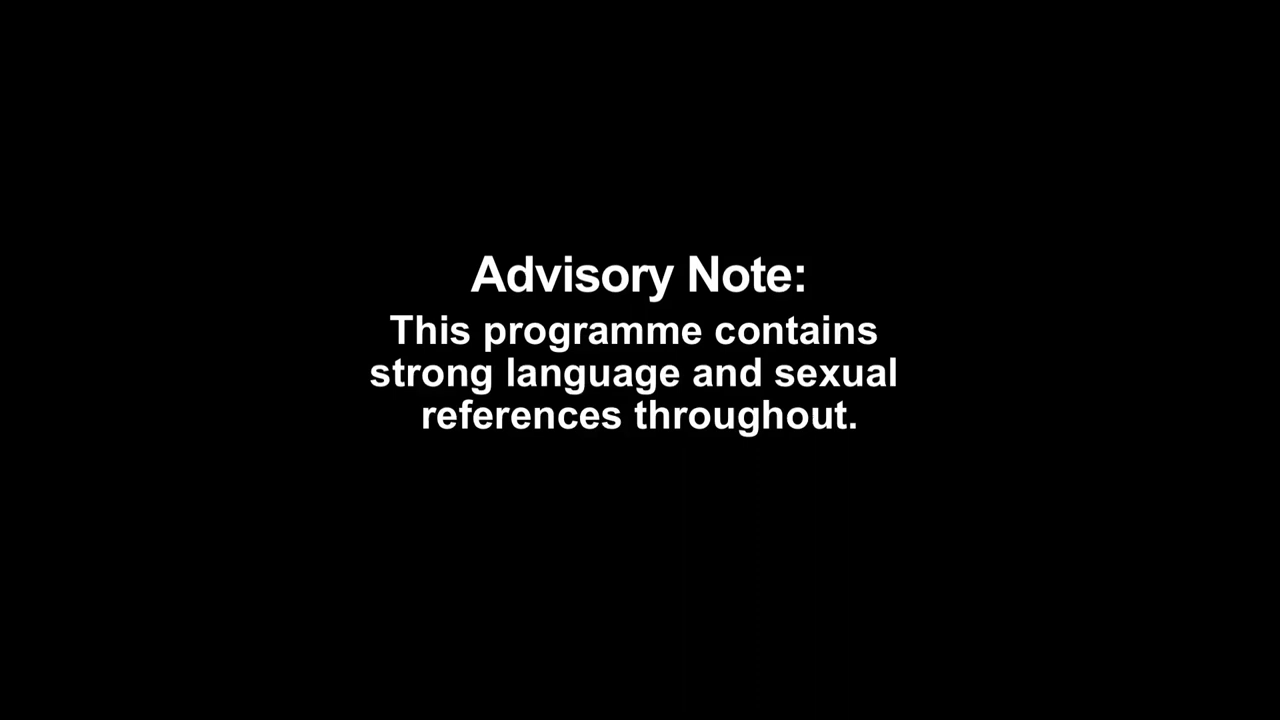 Advisory Note:
This programme contains
strong language and sexual
references throughout.